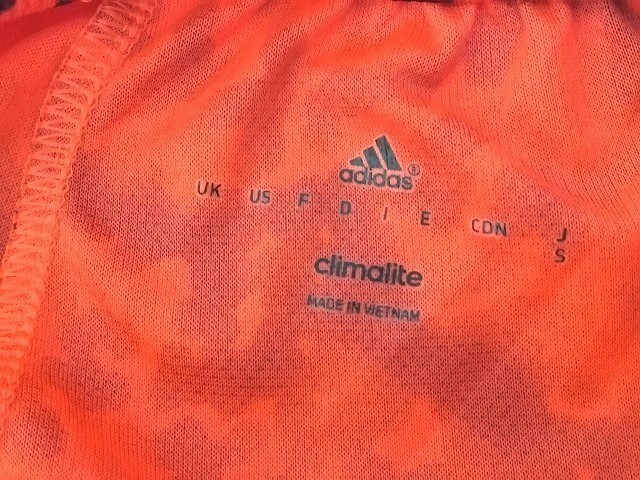 adidas®
UK US F D I E CDN J
S
climalite
MADE IN VIETNAM